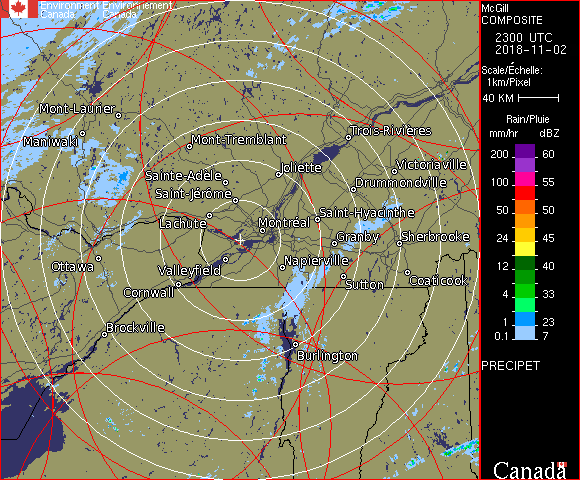 Environment Environnement
Canada Canada
McGill
COMPOSITE
2300 UTC
2018-11-02
Scale/Échelle:
1km/Pixel
40 KM
Rain/Pluie
mm/hr dBZ
200 60
100 55
50 50
24 45
12 40
4 33
1 23
0.1 7
PRECIPET
Canada
Mont-Laurier
Maniwaki
Mont-Tremblant
Trois-Rivières
Joliette
Victoriaville
Sainte-Adèle
Drummondville
Saint-Jérôme
Lachute
Saint-Hyacinthe
Montréal
Granby
Sherbrooke
Ottawa
Valleyfield
Napierville
Coaticook
Cornwall
Sutton
Brockville
Burlington